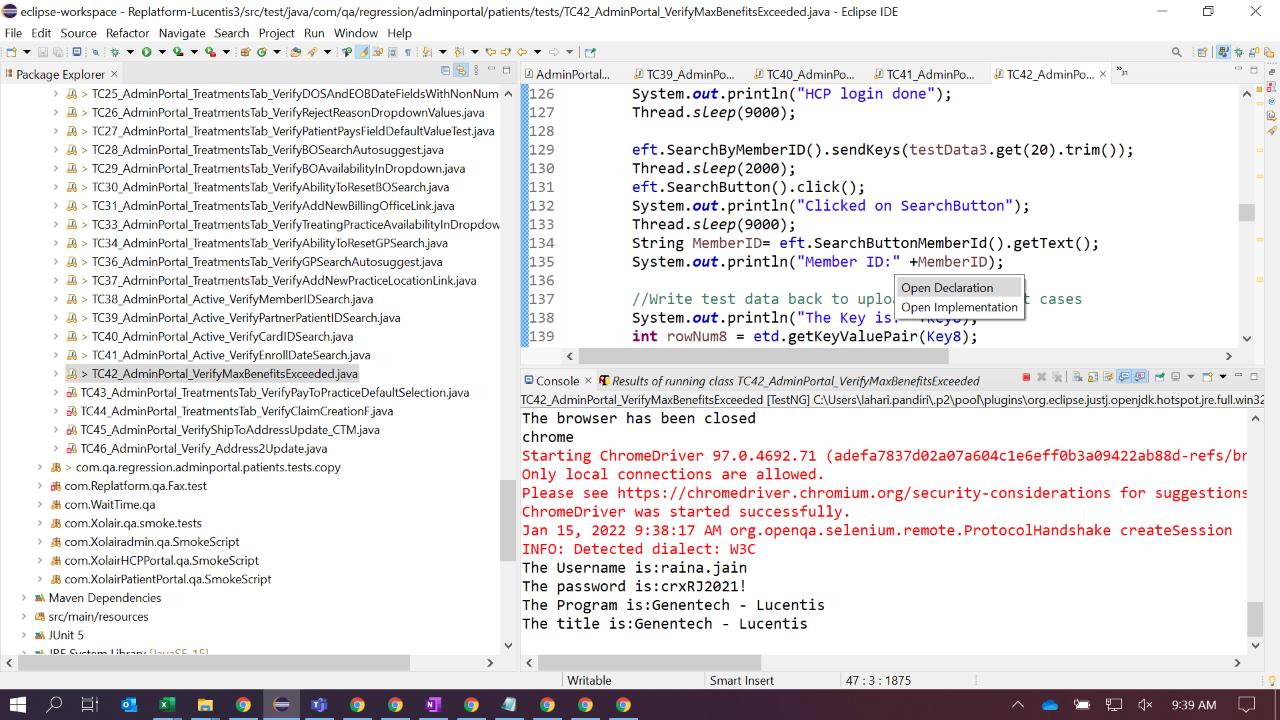 eclipse-workspace - Replatform-Lucentis3/src/test/java/com/qa/regression/adminportal/patients/tests/TC42_AdminPortal_VerifyMaxBenefitsExceeded.java - Eclipse IDE
File Edit Source Refactor Navigate Search Project Run Window Help
Package Explorer
> TC25_AdminPortal_TreatmentsTab_VerifyDOSAndEOBDateFieldsWithNonNum
> TC26_AdminPortal_TreatmentsTab_VerifyRejectReasonDropdownValues.java
> TC27_AdminPortal_TreatmentsTab_VerifyPatientPaysFieldDefaultValueTest.java
> TC28_AdminPortal_TreatmentsTab_VerifyBOSearchAutosuggest.java
> TC29_AdminPortal_TreatmentsTab_VerifyBOAvailabilityInDropdown.java
> TC30_AdminPortal_TreatmentsTab_VerifyAbilityToResetBOSearch.java
> TC31_AdminPortal_TreatmentsTab_VerifyAddNewBillingOfficeLink.java
> TC33_AdminPortal_TreatmentsTab_VerifyTreatingPracticeAvailabilityInDropdow
> TC34_AdminPortal_TreatmentsTab_VerifyAbilityToResetGPSearch.java
> TC36_AdminPortal_TreatmentsTab_VerifyGPSearchAutosuggest.java
> TC37_AdminPortal_TreatmentsTab_VerifyAddNewPracticeLocationLink.java
> TC38_AdminPortal_Active_VerifyMemberIDSearch.java
> TC39_AdminPortal_Active_VerifyPartnerPatientIDSearch.java
> TC40_AdminPortal_Active_VerifyCardIDSearch.java
> TC41_AdminPortal_Active_VerifyEnrollDateSearch.java
> TC42_AdminPortal_VerifyMaxBenefitsExceeded.java
TC43_AdminPortal_TreatmentsTab_VerifyPayToPracticeDefaultSelection.java
TC44_AdminPortal_TreatmentsTab_VerifyClaimCreationF.java
TC45_AdminPortal_VerifyShipToAddressUpdate_CTM.java
TC46_AdminPortal_Verify_Address2Update.java
> com.qa.regression.adminportal.patients.tests.copy
com.Replatform.qa.Fax.test
com.WaitTime.qa
com.Xolair.qa.smoke.tests
com.Xolairadmin.qa.SmokeScript
com.XolairHCPPortal.qa.SmokeScript
com.XolairPatientPortal.qa.SmokeScript
Maven Dependencies
src/main/resources
JUnit 5
JRE System Library [JavaSE-15]
AdminPortal... TC39_AdminPo... TC40_AdminPo... TC41_AdminPo... TC42_AdminPo... »31
126 System.out.println("HCP login done");
127 Thread.sleep(9000);
128
129 eft.SearchByMemberID().sendKeys(testData3.get(20).trim());
130 Thread.sleep(2000);
131 eft.SearchButton().click();
132 System.out.println("Clicked on SearchButton");
133 Thread.sleep(9000);
134 String MemberID= eft.SearchButtonMemberId().getText();
135 System.out.println("Member ID:" +MemberID);
136
137 //Write test data back to uplo t cases
138 System.out.println("The Key is: +Key8);
139 int rowNum8 = etd.getKeyValuePair(Key8);
Open Declaration
Open Implementation
Console Results of running class TC42_AdminPortal_VerifyMaxBenefitsExceeded
TC42_AdminPortal_VerifyMaxBenefitsExceeded [TestNG] C:\Users\lahari.pandiri\.p2\pool\plugins\org.eclipse.justj.openjdk.hotspot.jre.full.win32
The browser has been closed
chrome
Starting ChromeDriver 97.0.4692.71 (adefa7837d02a07a604c1e6eff0b3a09422ab88d-refs/br
Only local connections are allowed.
Please see https://chromedriver.chromium.org/security-considerations for suggestions
ChromeDriver was started successfully.
Jan 15, 2022 9:38:17 AM org.openqa.selenium.remote.ProtocolHandshake createSession
INFO: Detected dialect: W3C
The Username is:raina.jain
The password is:crxRJ2021!
The Program is:Genentech - Lucentis
The title is:Genentech - Lucentis
Writable Smart Insert 47 : 3 : 1875
9:39 AM